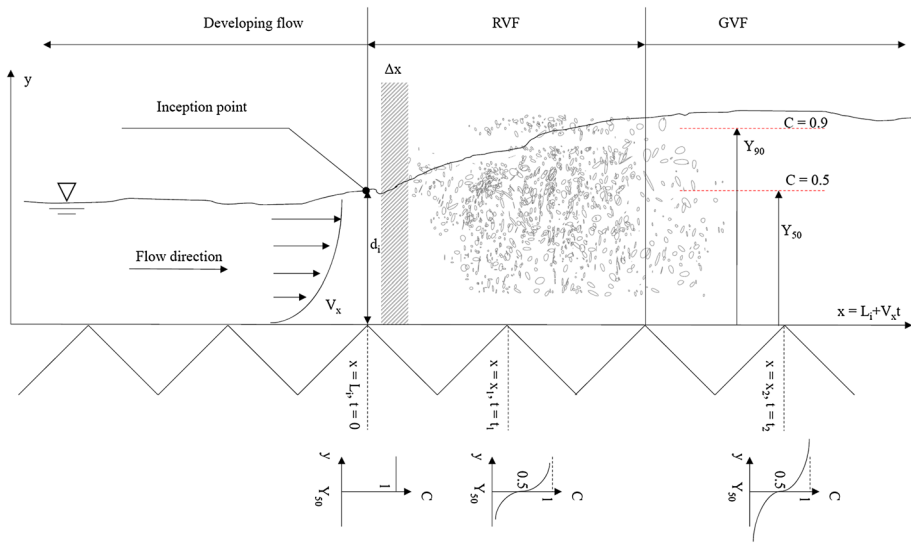 Developing flow
RVF
GVF
Δx
y
Inception point
C = 0.9
Y90
C = 0.5
Y50
di
Flow direction
Vx
x = Li+Vxt
x = Li, t = 0
x = x1, t = t1
x = x2, t = t2
y
1
C
Y50
y
0.5
1
C
Y50
y
0.5
1
C
Y50